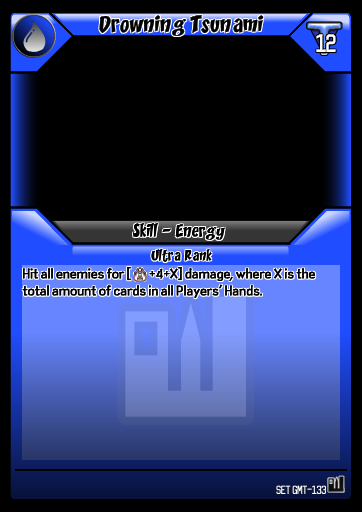 Drowning Tsunami
12
Skill - Energy
Ultra Rank
Hit all enemies for [ +4+X] damage, where X is the
total amount of cards in all Players' Hands.
SET GMT-133